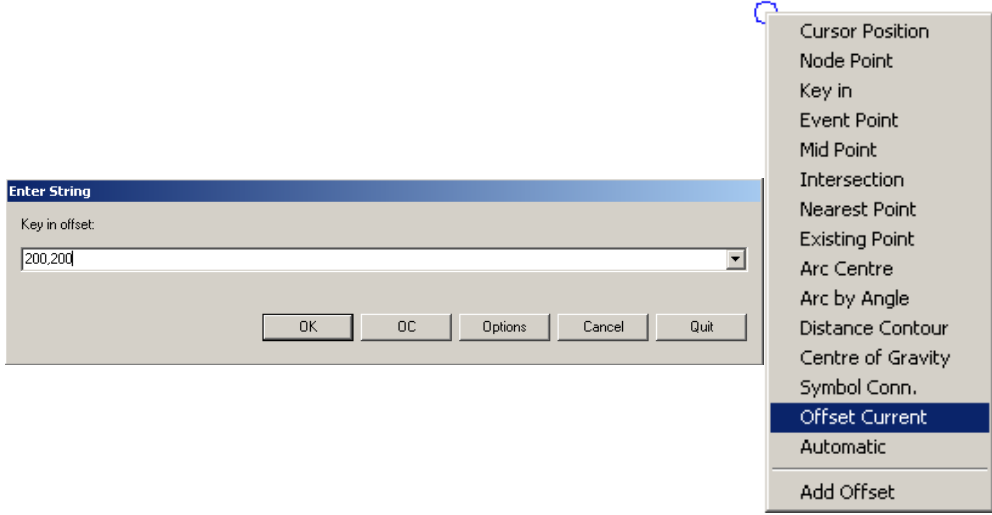 Enter String
Key in offset:
200,200
OK OC Options Cancel Quit
Cursor Position
Node Point
Key in
Event Point
Mid Point
Intersection
Nearest Point
Existing Point
Arc Centre
Arc by Angle
Distance Contour
Centre of Gravity
Symbol Conn.
Offset Current
Automatic
Add Offset